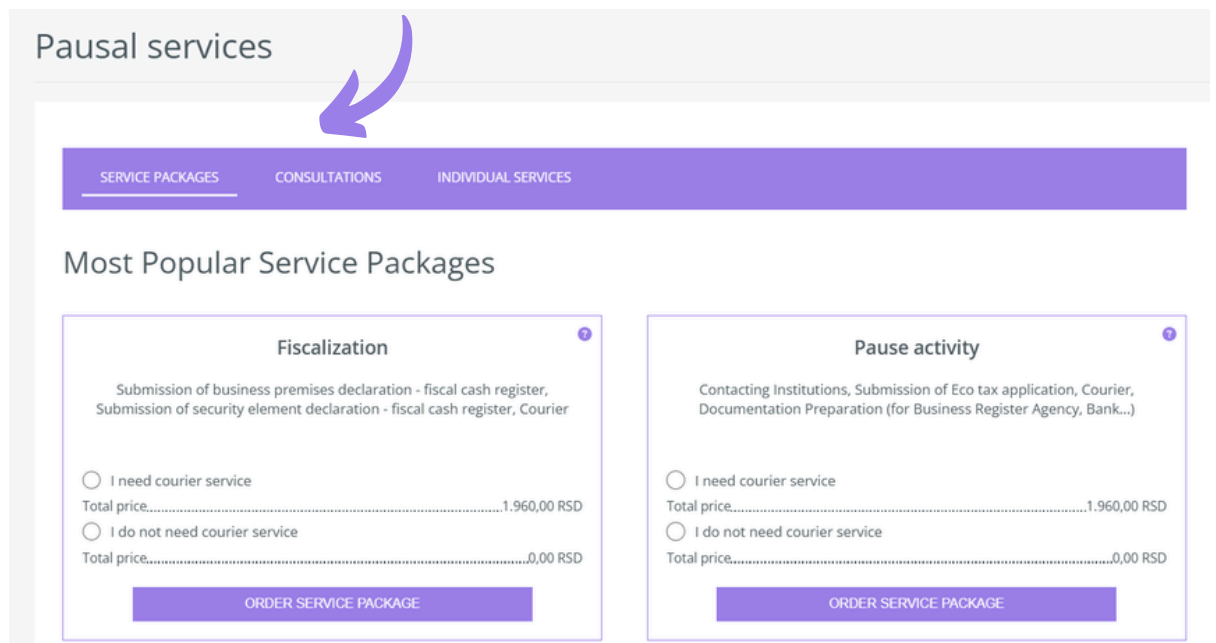 Pausal services
SERVICE PACKAGES CONSULTATIONS INDIVIDUAL SERVICES
Most Popular Service Packages
Fiscalization
?
Submission of business premises declaration - fiscal cash register,
Submission of security element declaration - fiscal cash register, Courier
I need courier service
Total price 1.960,00 RSD
I do not need courier service
Total price 0,00 RSD
ORDER SERVICE PACKAGE
Pause activity
?
Contacting Institutions, Submission of Eco tax application, Courier,
Documentation Preparation (for Business Register Agency, Bank...)
I need courier service
Total price 1.960,00 RSD
I do not need courier service
Total price 0,00 RSD
ORDER SERVICE PACKAGE